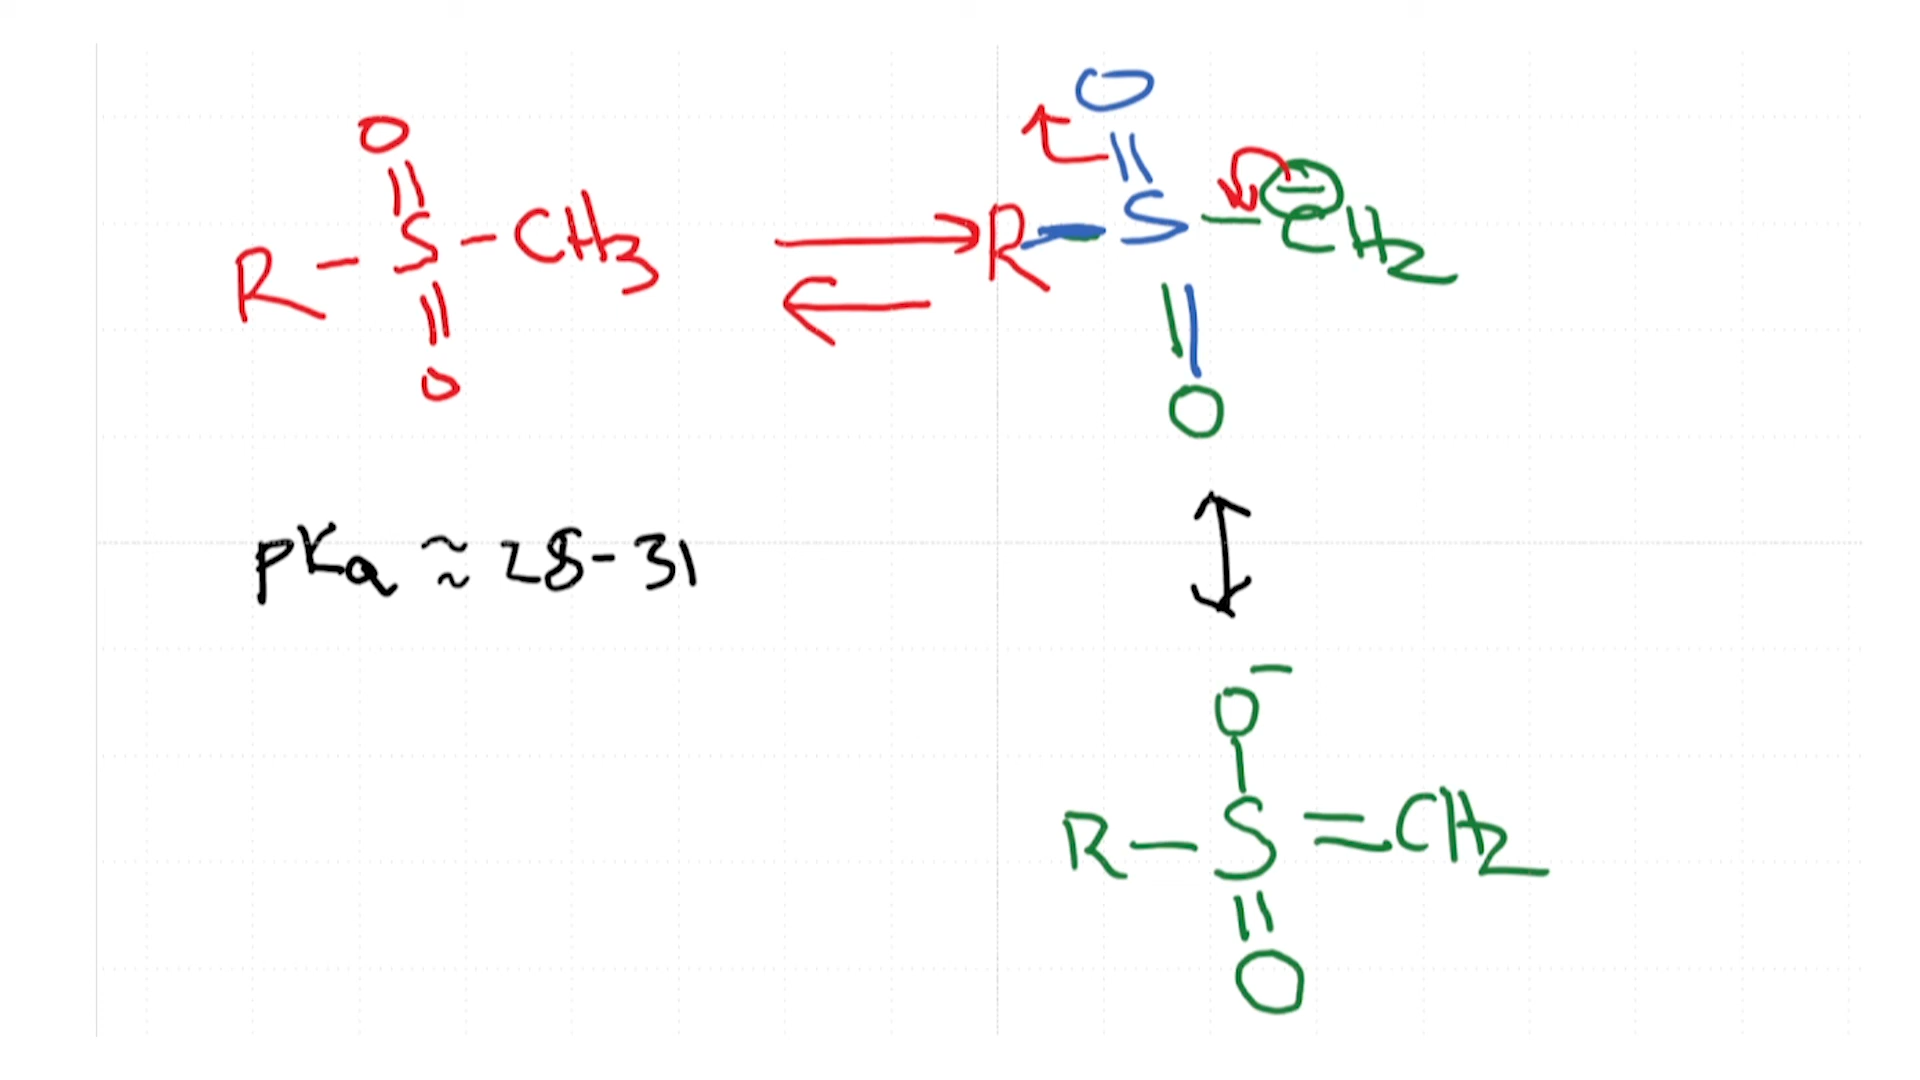 O O
|| ||
R - S - CH3 ⇌ R - S - CH2
|| ||
O O
pKa ≈ 28-31
O⁻
|
R - S = CH2
||
O